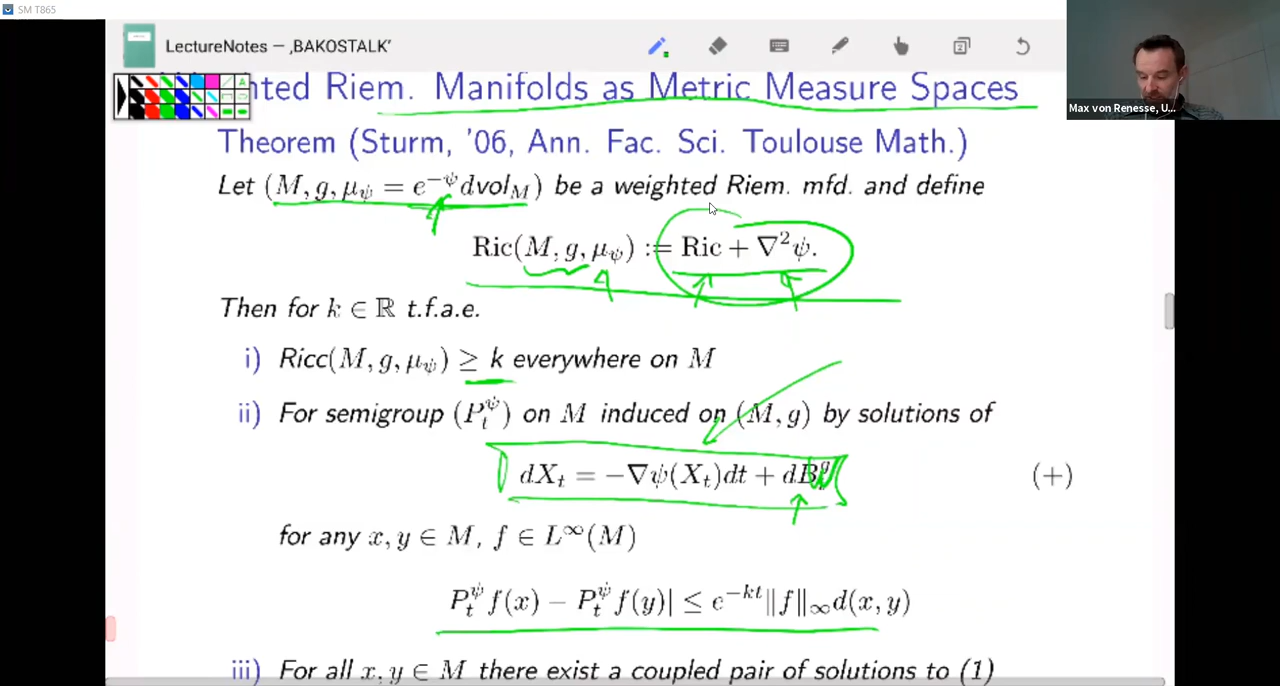 SM T865
LectureNotes – ‚BAKOSTALK'
Max von Renesse, U...
nted Riem. Manifolds as Metric Measure Spaces
Theorem (Sturm, '06, Ann. Fac. Sci. Toulouse Math.)
Let (M, g, μ_ψ = e^{−ψ} dvol_M) be a weighted Riem. mfd. and define
Ric(M, g, μ_ψ) := Ric + ∇²ψ.
Then for k ∈ ℝ t.f.a.e.
i) Ricc(M, g, μ_ψ) ≥ k everywhere on M
ii) For semigroup (P_t^ψ) on M induced on (M, g) by solutions of
dX_t = −∇ψ(X_t)dt + dB^g (+)
for any x, y ∈ M, f ∈ L^∞(M)
P_t^ψ f(x) − P_t^ψ f(y)| ≤ e^{−kt}‖f‖_∞ d(x, y)
iii) For all x, y ∈ M there exist a coupled pair of solutions to (1)